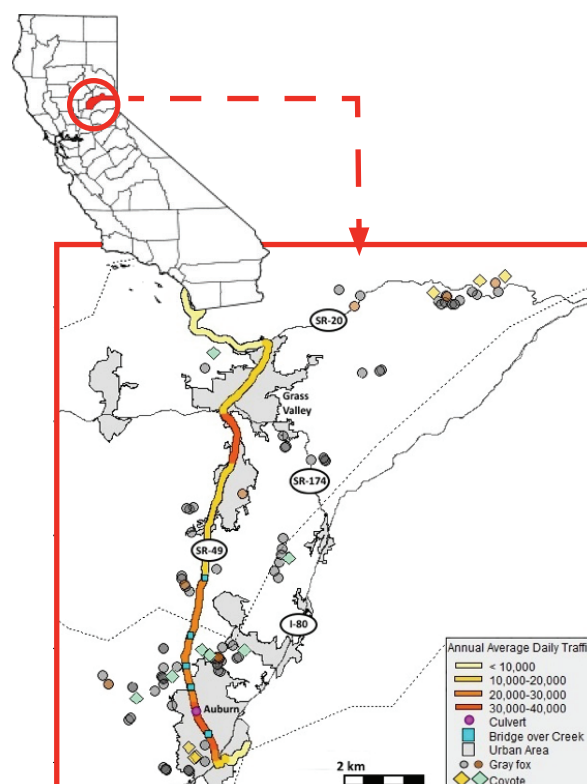 SR-20
Grass
Valley
SR-174
SR-49
I-80
Auburn
Annual Average Daily Traffi
< 10,000
10,000-20,000
20,000-30,000
30,000-40,000
Culvert
Bridge over Creek
Urban Area
Gray fox
Coyote
2 km